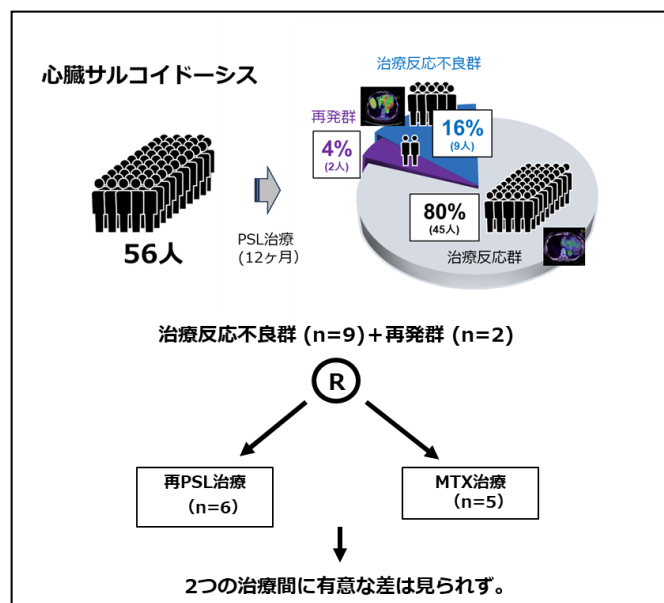 心臓サルコイドーシス
56人
PSL治療
(12ヶ月)
治療反応不良群
16%
(9人)
再発群
4%
(2人)
80%
(45人)
治療反応群
治療反応不良群 (n=9)＋再発群 (n=2)
R
再PSL治療
（n=6）
MTX治療
（n=5）
2つの治療間に有意な差は見られず。